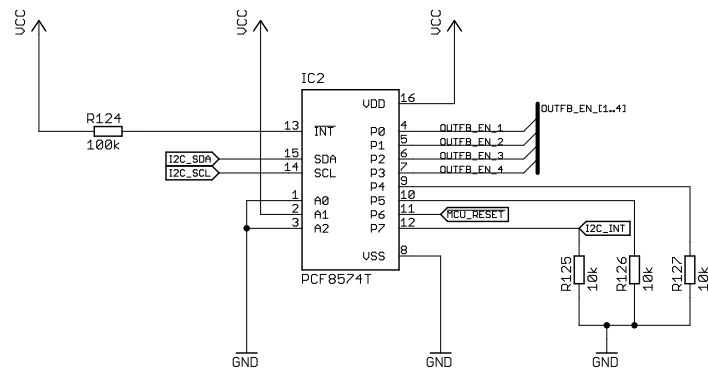 VCC
VCC
VCC
IC2
R124
100k
13
15
14
1
2
3
INT
SDA
SCL
A0
A1
A2
VDD
P0
P1
P2
P3
P4
P5
P6
P7
VSS
16
4
5
6
7
9
10
11
12
8
PCF8574T
I2C_SDA
I2C_SCL
OUTFB_EN_1
OUTFB_EN_2
OUTFB_EN_3
OUTFB_EN_4
OUTFB_EN_[1..4]
MCU_RESET
I2C_INT
R125
10k
R126
10k
R127
10k
GND
GND
GND